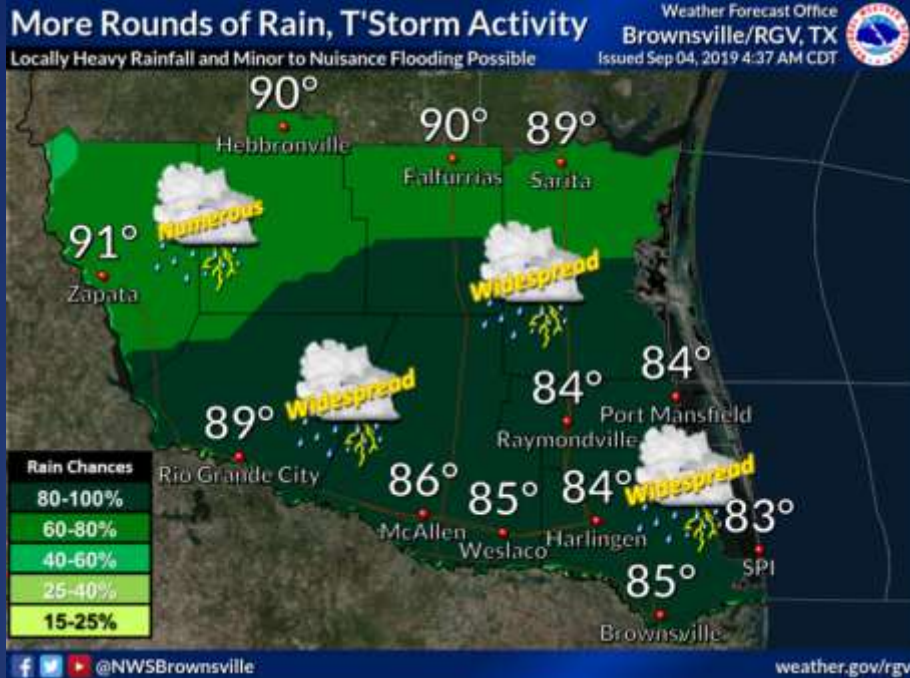 More Rounds of Rain, T'Storm Activity
Locally Heavy Rainfall and Minor to Nuisance Flooding Possible
Weather Forecast Office
Brownsville/RGV, TX
Issued Sep 04, 2019 4:37 AM CDT
90°
Hebbronville
90°
Falfurrias
89°
Sarita
Numerous
91°
Zapata
Widespread
Widespread
84°
Port Mansfield
84°
Raymondville
89°
Rio Grande City
86°
McAllen
85°
Weslaco
84°
Harlingen
Widespread
83°
SPI
85°
Brownsville
Rain Chances
80-100%
60-80%
40-60%
25-40%
15-25%
@NWSBrownsville
weather.gov/rgv